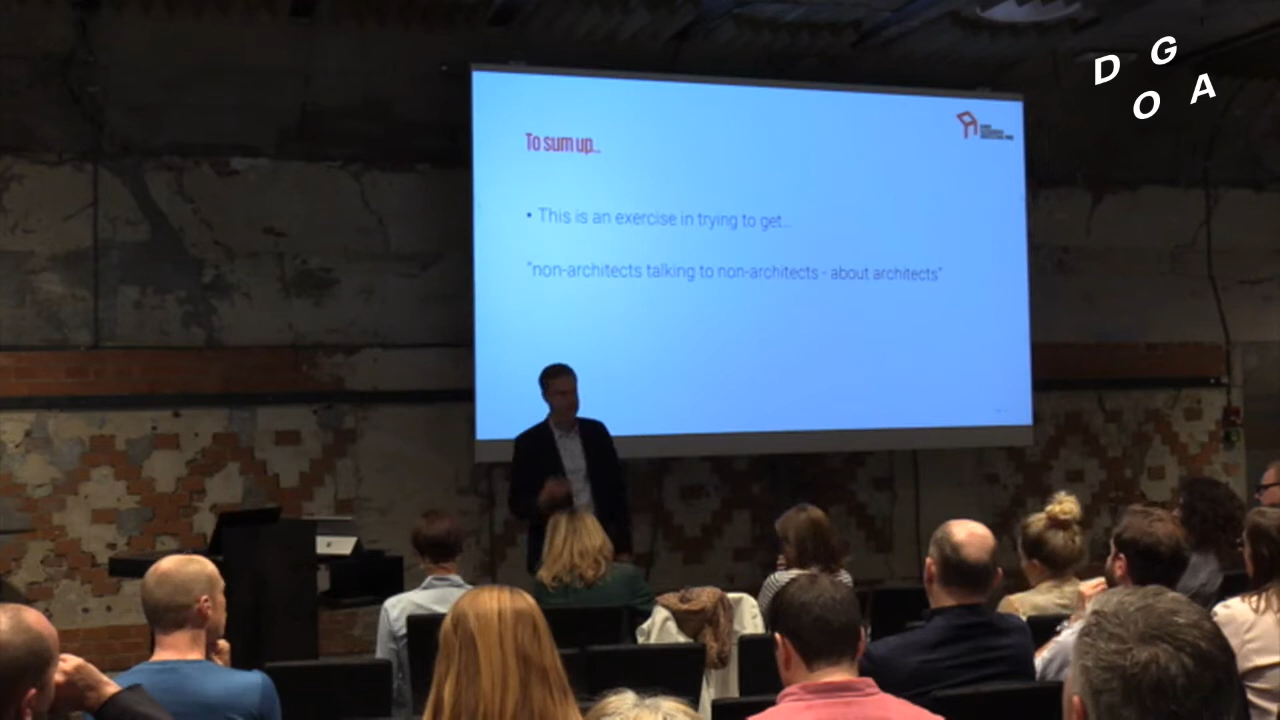 D G
O A
To sum up...
• This is an exercise in trying to get...
"non-architects talking to non-architects - about architects"